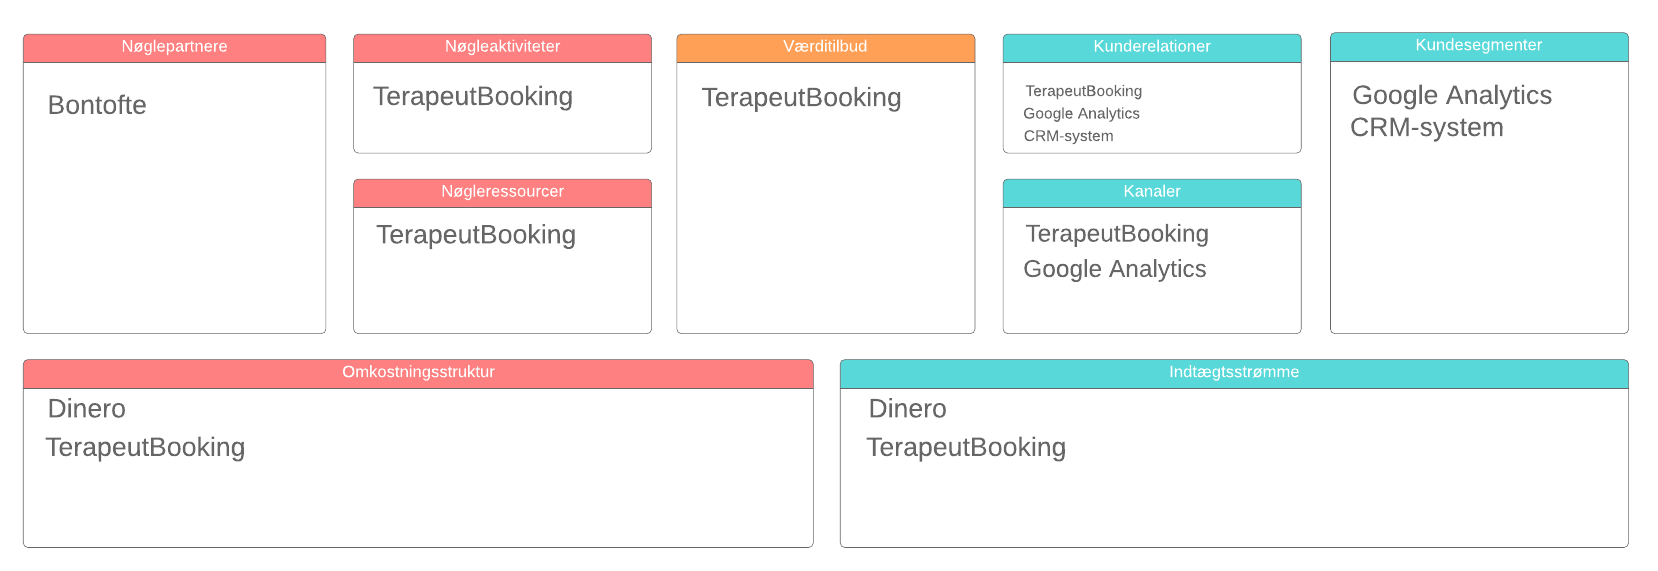 Nøglepartnere
Bontofte
Nøgleaktiviteter
TerapeutBooking
Nøgleressourcer
TerapeutBooking
Værditilbud
TerapeutBooking
Kunderelationer
TerapeutBooking
Google Analytics
CRM-system
Kanaler
TerapeutBooking
Google Analytics
Kundesegmenter
Google Analytics
CRM-system
Omkostningsstruktur
Dinero
TerapeutBooking
Indtægtsstrømme
Dinero
TerapeutBooking